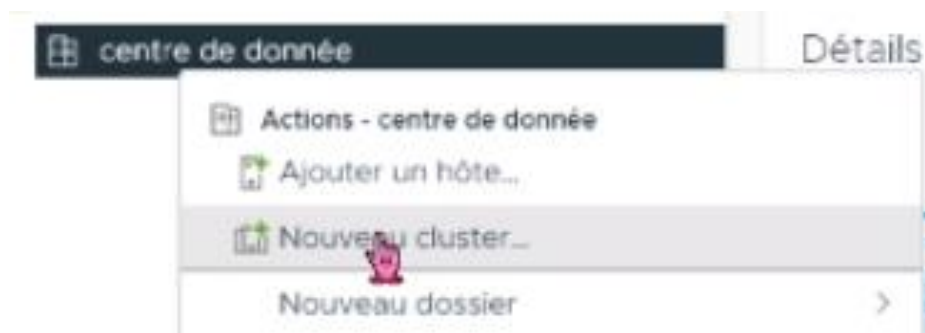 centre de donnée
Détails
Actions - centre de donnée
Ajouter un hôte...
Nouveau cluster...
Nouveau dossier